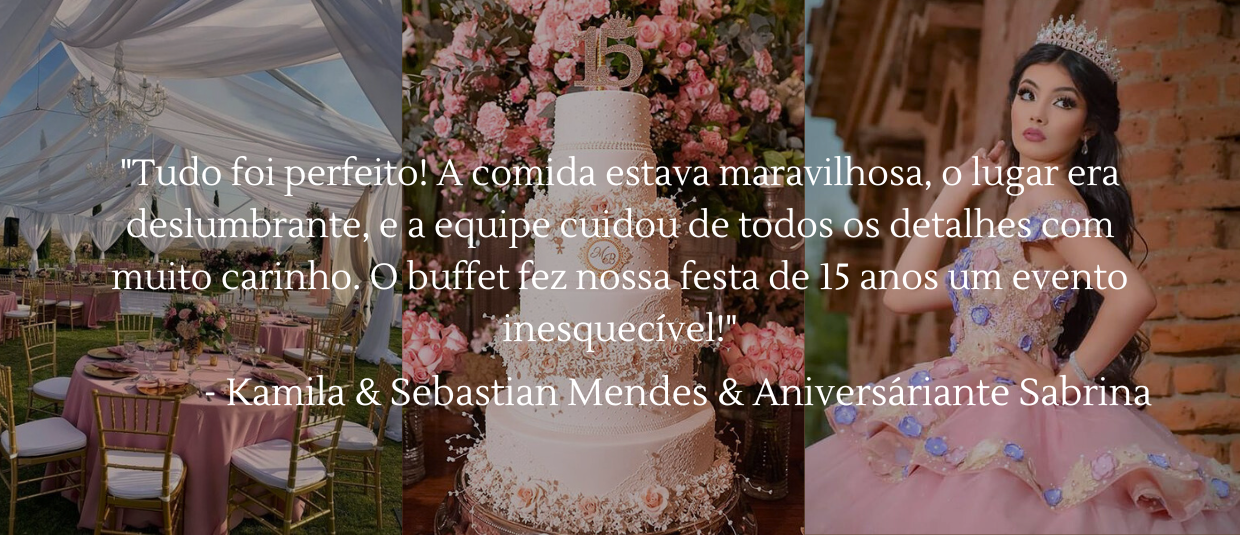 15
"Tudo foi perfeito! A comida estava maravilhosa, o lugar era
deslumbrante, e a equipe cuidou de todos os detalhes com
muito carinho. O buffet fez nossa festa de 15 anos um evento
inesquecível!"
- Kamila & Sebastian Mendes & Aniversáriante Sabrina